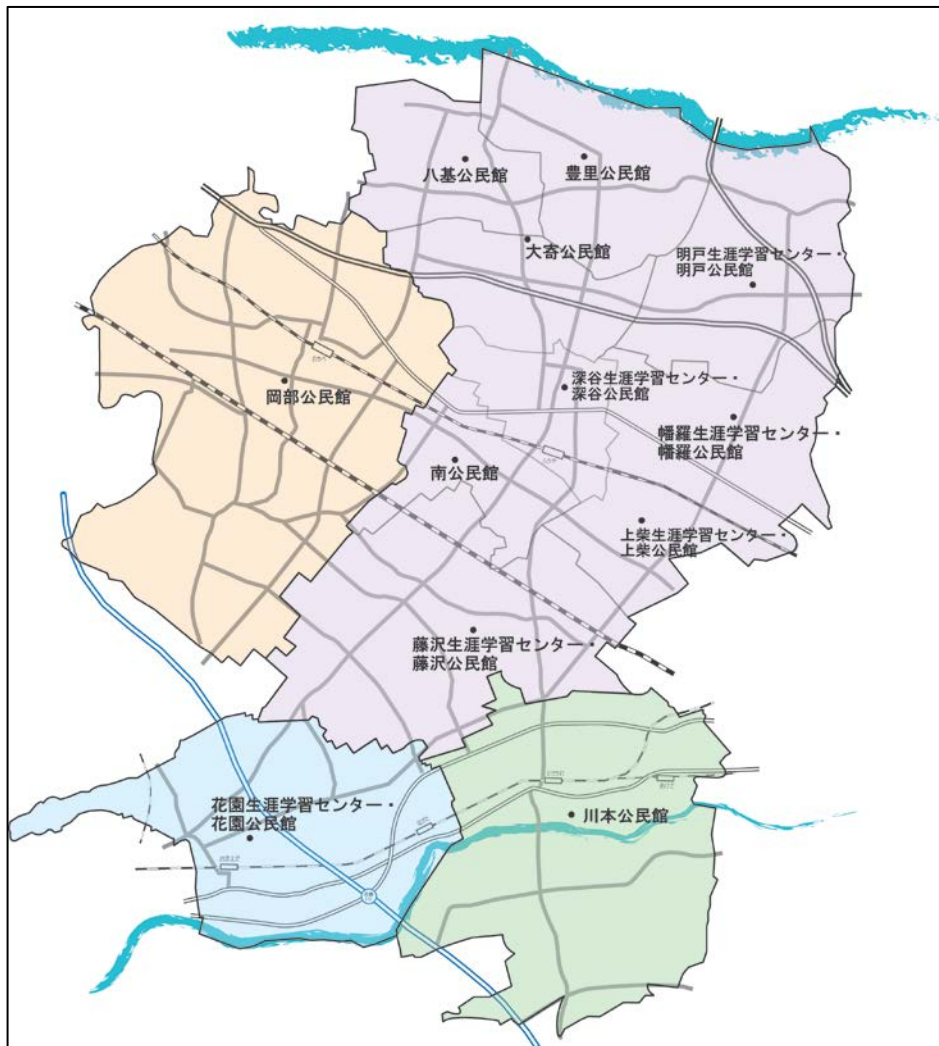 八基公民館
豊里公民館
大寄公民館
明戸生涯学習センター・
明戸公民館
岡部公民館
深谷生涯学習センター・
深谷公民館
幡羅生涯学習センター・
幡羅公民館
南公民館
上柴生涯学習センター・
上柴公民館
藤沢生涯学習センター・
藤沢公民館
花園生涯学習センター・
花園公民館
川本公民館